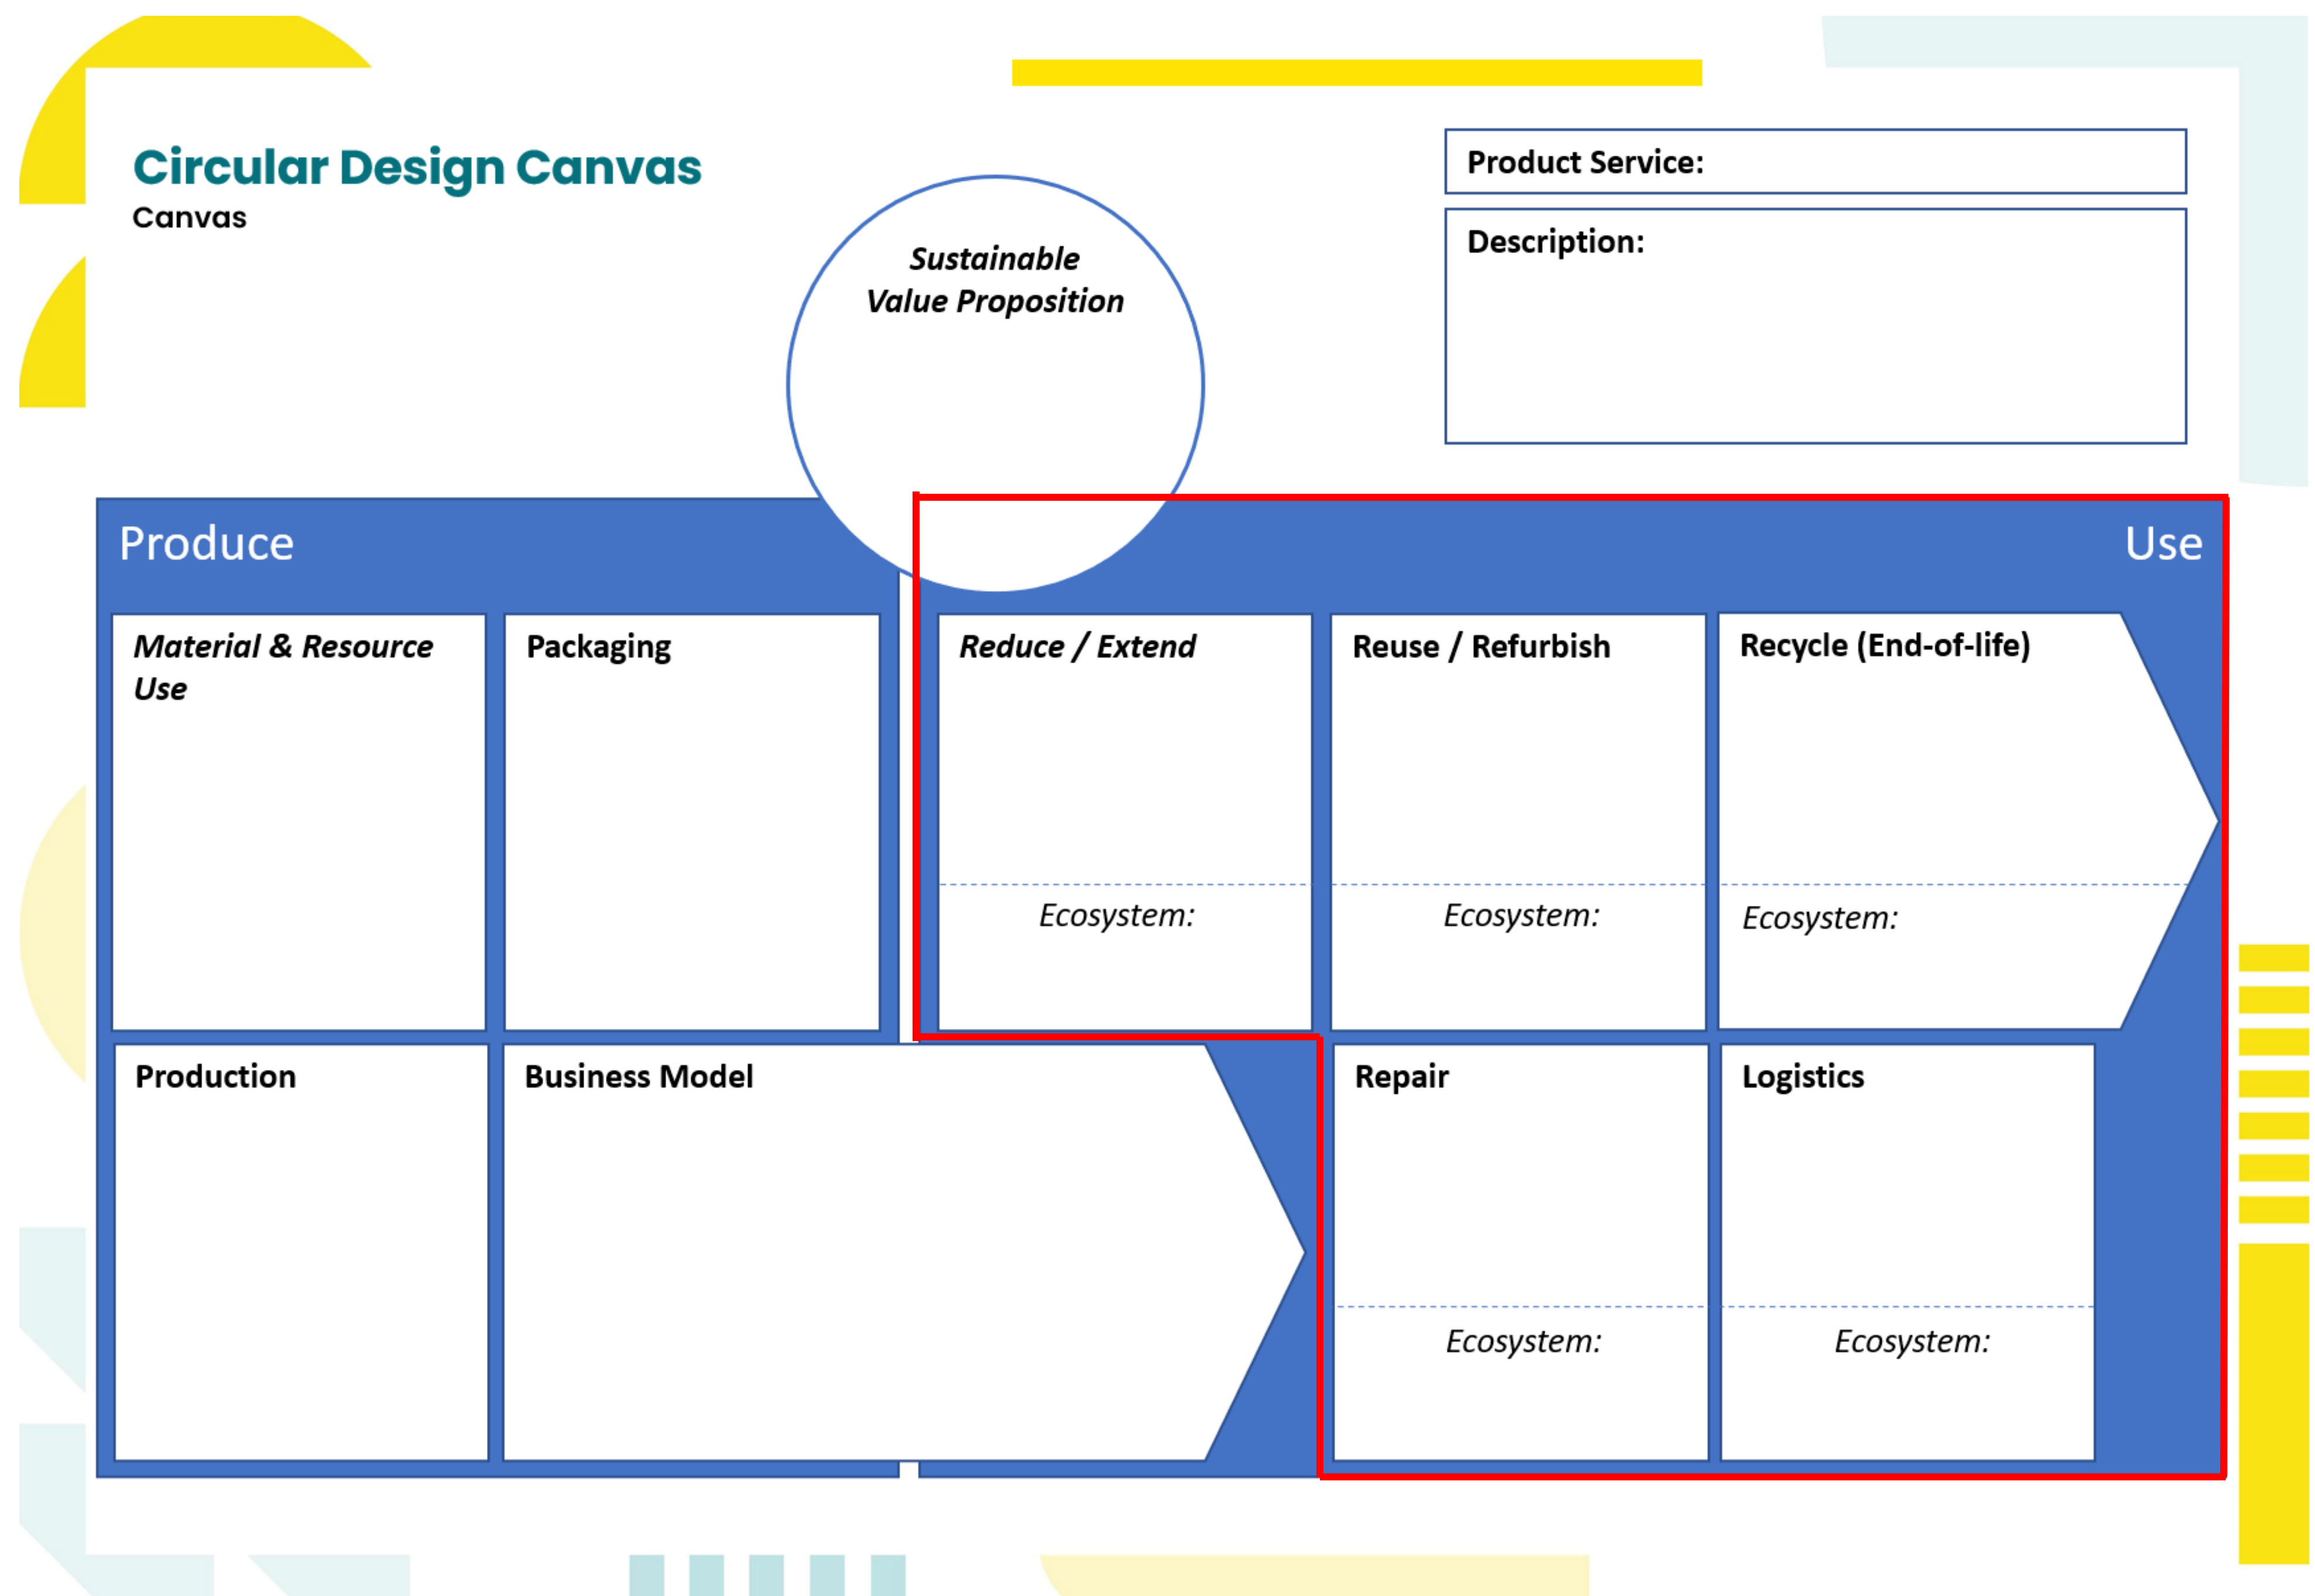 Circular Design Canvas
Canvas
Product Service:
Description:
Sustainable
Value Proposition
Produce
Use
Material & Resource
Use
Packaging
Reduce / Extend
Ecosystem:
Reuse / Refurbish
Ecosystem:
Recycle (End-of-life)
Ecosystem:
Production
Business Model
Repair
Ecosystem:
Logistics
Ecosystem: